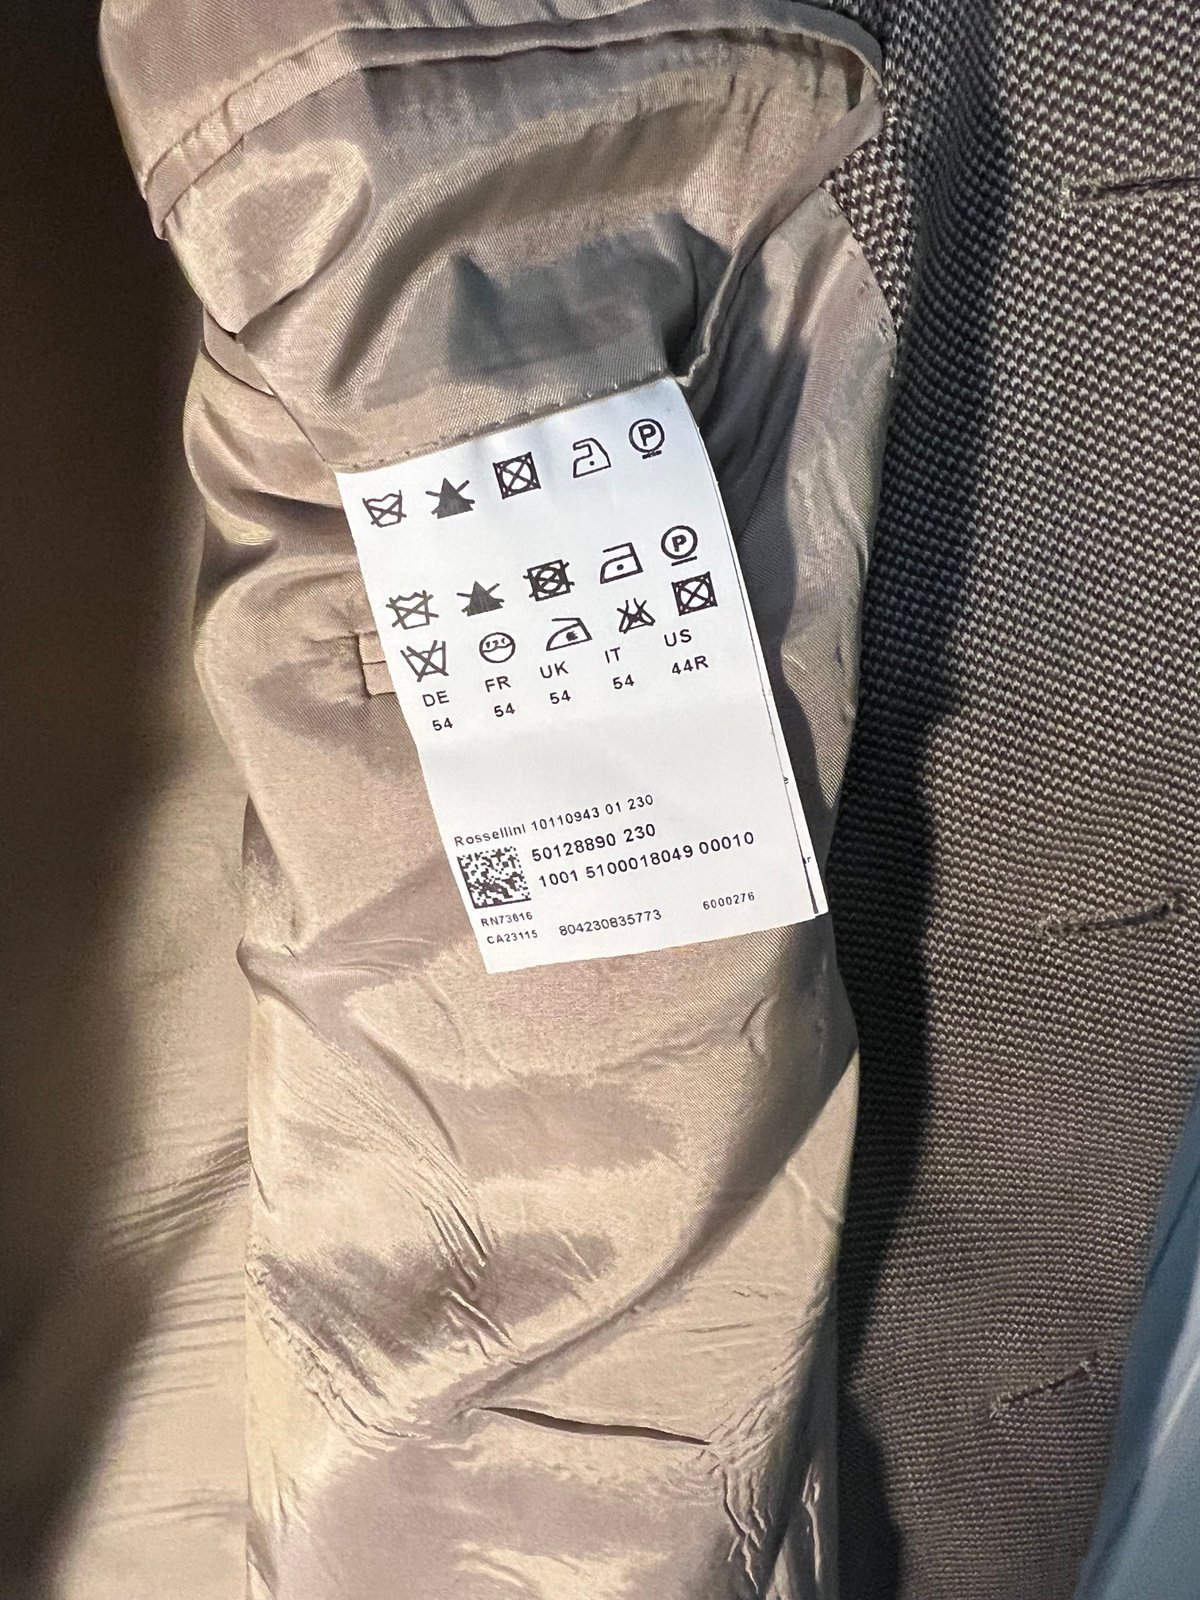 P
P
DE FR UK IT US
54 54 54 54 44R
Rossellini 10110943 01 230
50128890 230
1001 5100018049 00010
RN73616
CA23115 804230835773 6000276